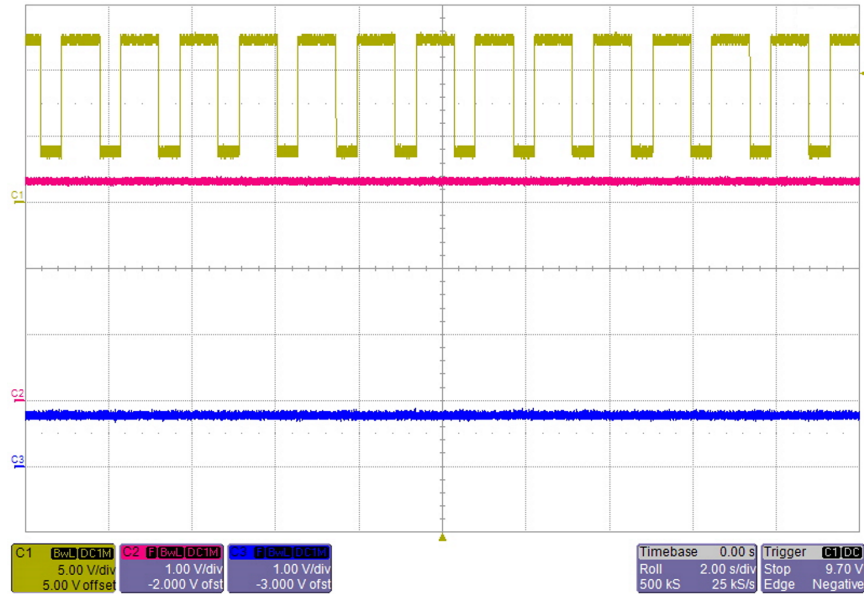 C1
C2
C3
C1 BwL DC1M
5.00 V/div
5.00 V offset
C2 F BwL DC1M
1.00 V/div
-2.000 V ofst
C3 F BwL DC1M
1.00 V/div
-3.000 V ofst
Timebase 0.00 s
Roll 2.00 s/div
500 kS 25 kS/s
Trigger C1 DC
Stop 9.70 V
Edge Negative